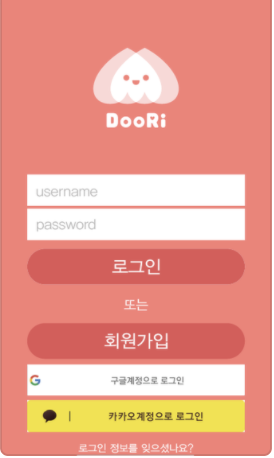 DooRi
username
password
로그인
또는
회원가입
구글계정으로 로그인
카카오계정으로 로그인
로그인 정보를 잊으셨나요?